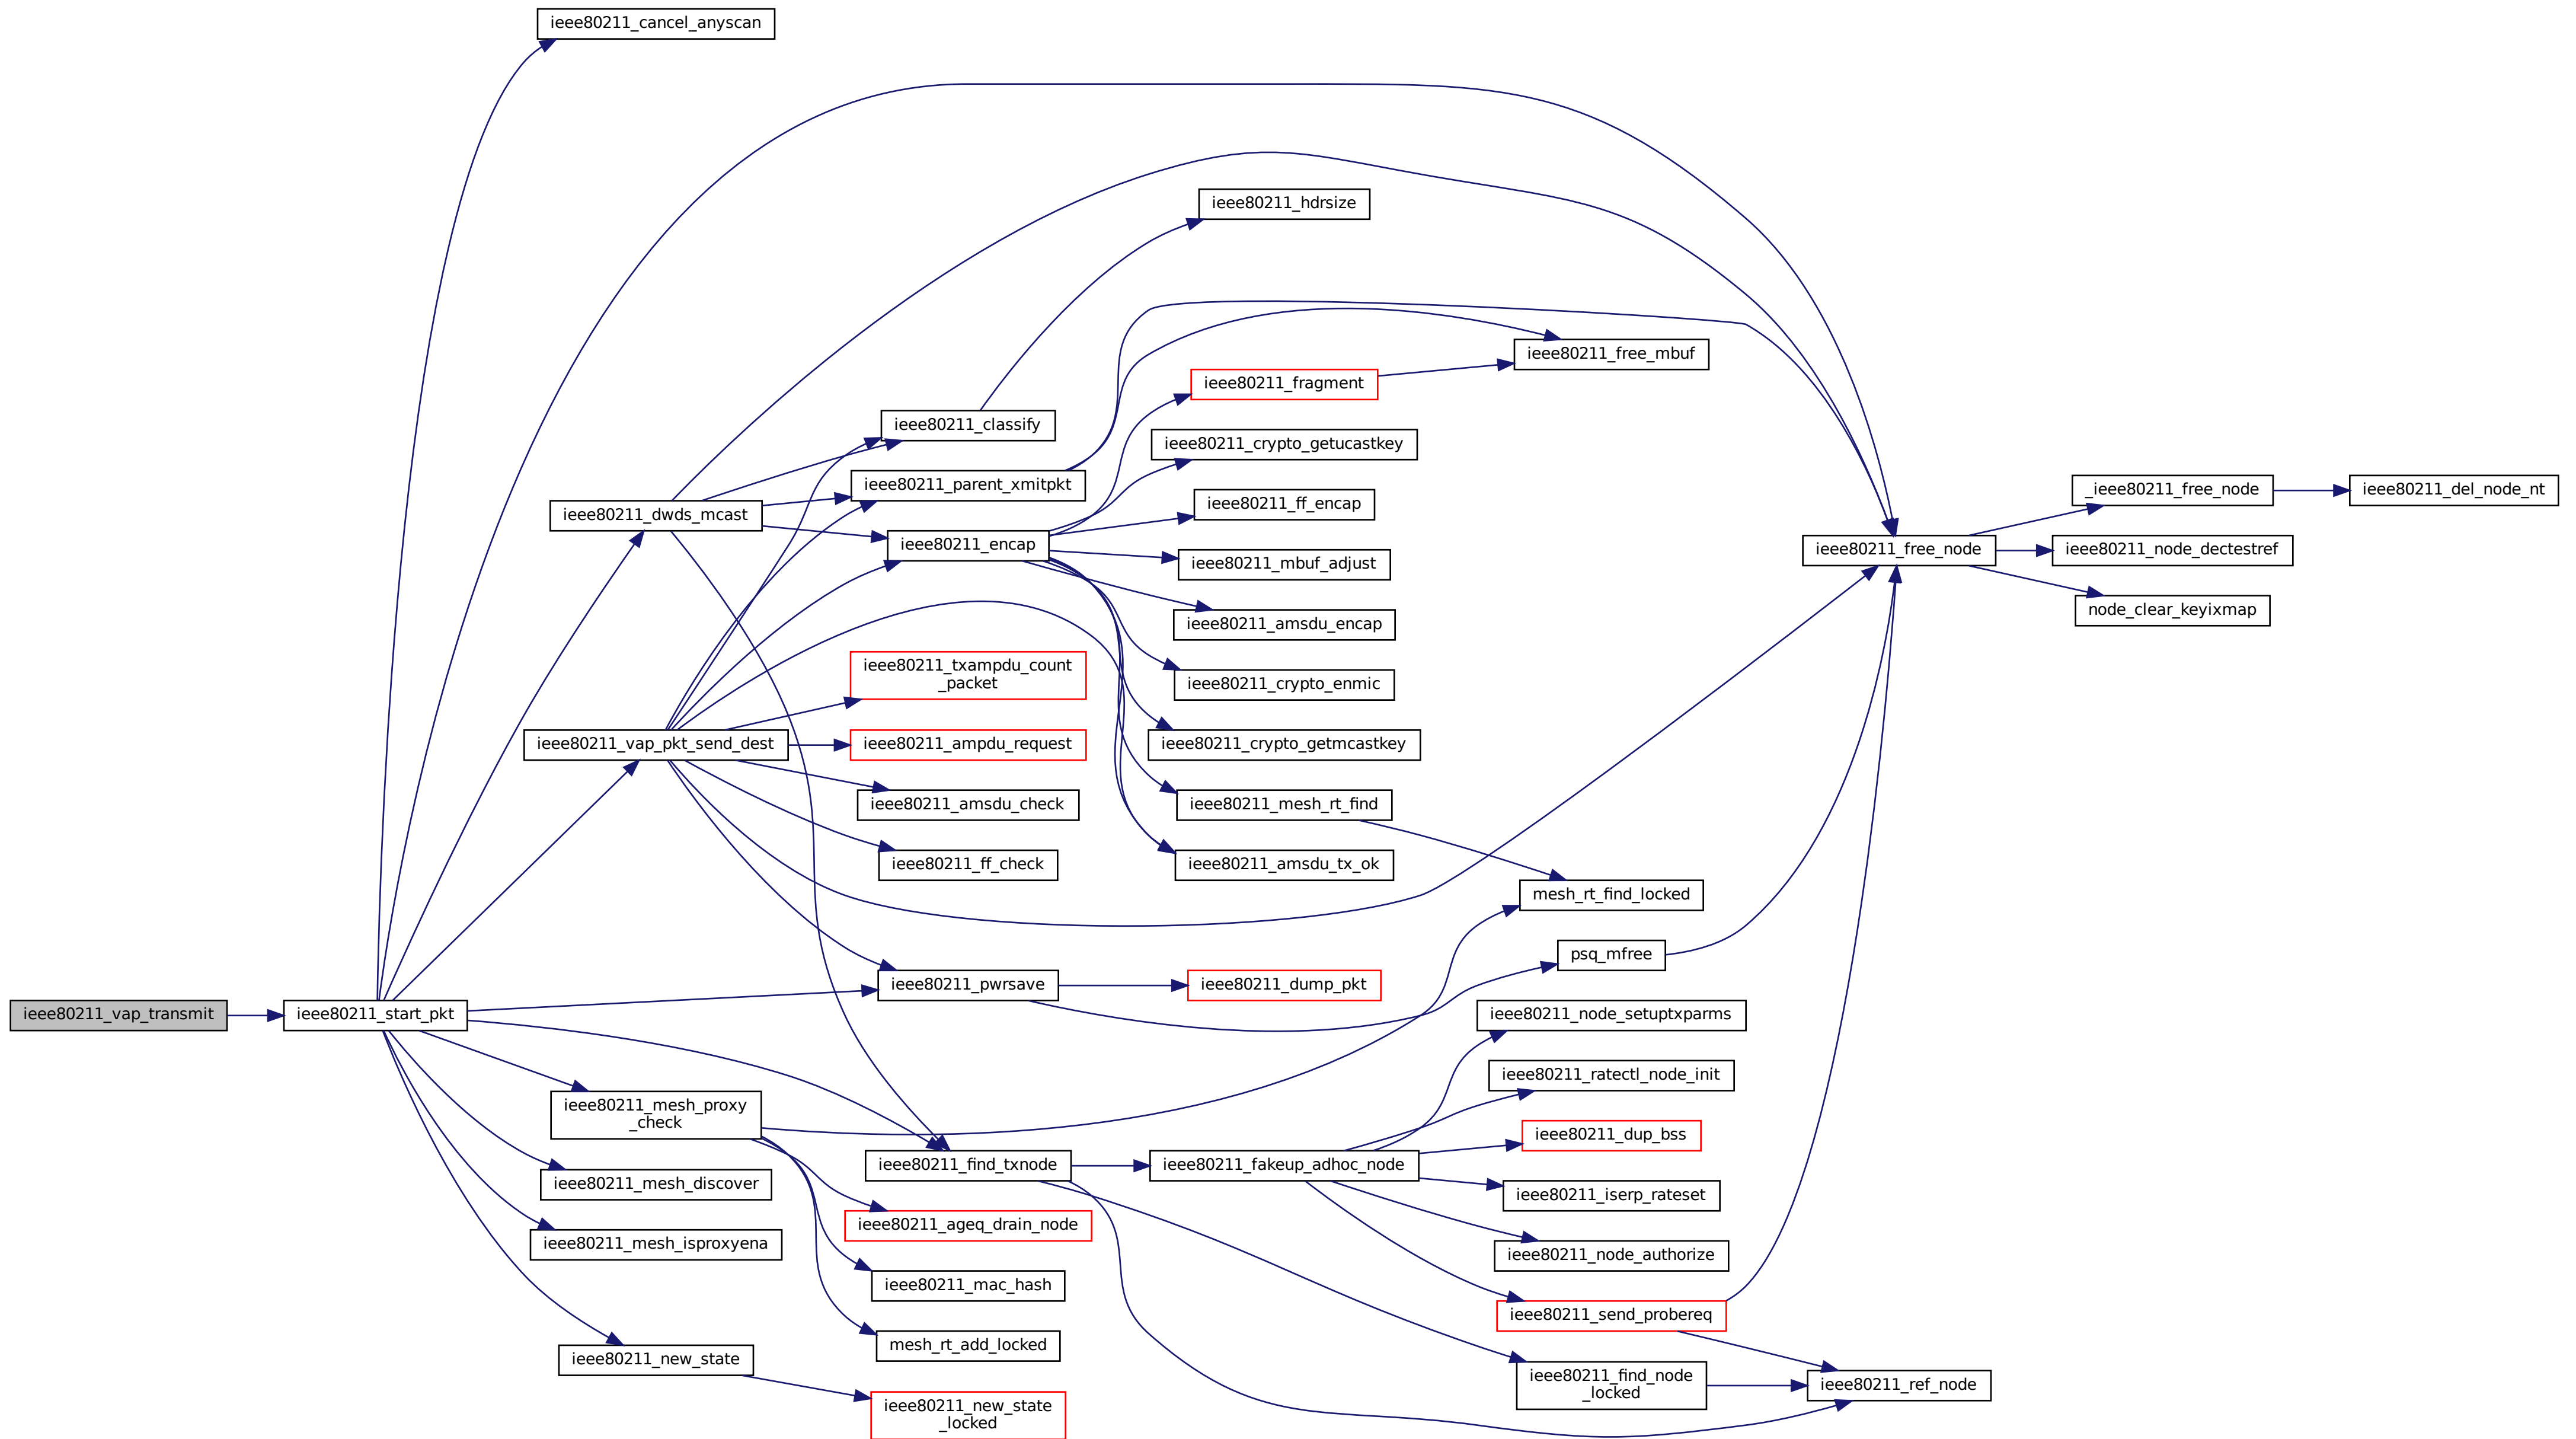 ieee80211_cancel_anyscan
ieee80211_hdrsize
ieee80211_free_mbuf
ieee80211_fragment
ieee80211_classify
ieee80211_crypto_getucastkey
ieee80211_parent_xmitpkt
_ieee80211_free_node
ieee80211_del_node_nt
ieee80211_ff_encap
ieee80211_dwds_mcast
ieee80211_encap
ieee80211_free_node
ieee80211_node_dectestref
ieee80211_mbuf_adjust
node_clear_keyixmap
ieee80211_amsdu_encap
ieee80211_txampdu_count
_packet
ieee80211_crypto_enmic
ieee80211_vap_pkt_send_dest
ieee80211_ampdu_request
ieee80211_crypto_getmcastkey
ieee80211_amsdu_check
ieee80211_mesh_rt_find
ieee80211_ff_check
ieee80211_amsdu_tx_ok
mesh_rt_find_locked
psq_mfree
ieee80211_pwrsave
ieee80211_dump_pkt
ieee80211_vap_transmit
ieee80211_start_pkt
ieee80211_node_setuptxparms
ieee80211_ratectl_node_init
ieee80211_mesh_proxy
_check
ieee80211_dup_bss
ieee80211_find_txnode
ieee80211_fakeup_adhoc_node
ieee80211_mesh_discover
ieee80211_iserp_rateset
ieee80211_ageq_drain_node
ieee80211_mesh_isproxyena
ieee80211_node_authorize
ieee80211_mac_hash
ieee80211_send_probereq
mesh_rt_add_locked
ieee80211_new_state
ieee80211_find_node
_locked
ieee80211_ref_node
ieee80211_new_state
_locked